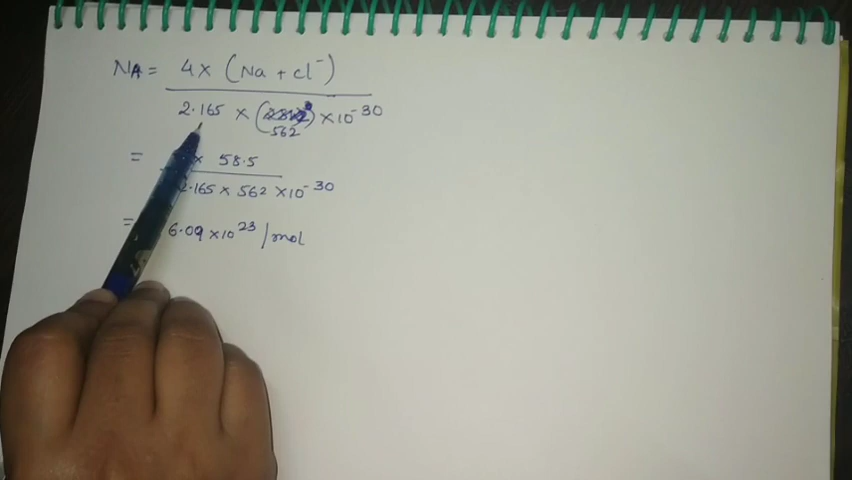 NA = 4 x (Na + cl⁻)
2.165 x ( ) x 10⁻³⁰
562
= x 58.5
2.165 x 562 x 10⁻³⁰
= 6.09 x 10²³ / mol